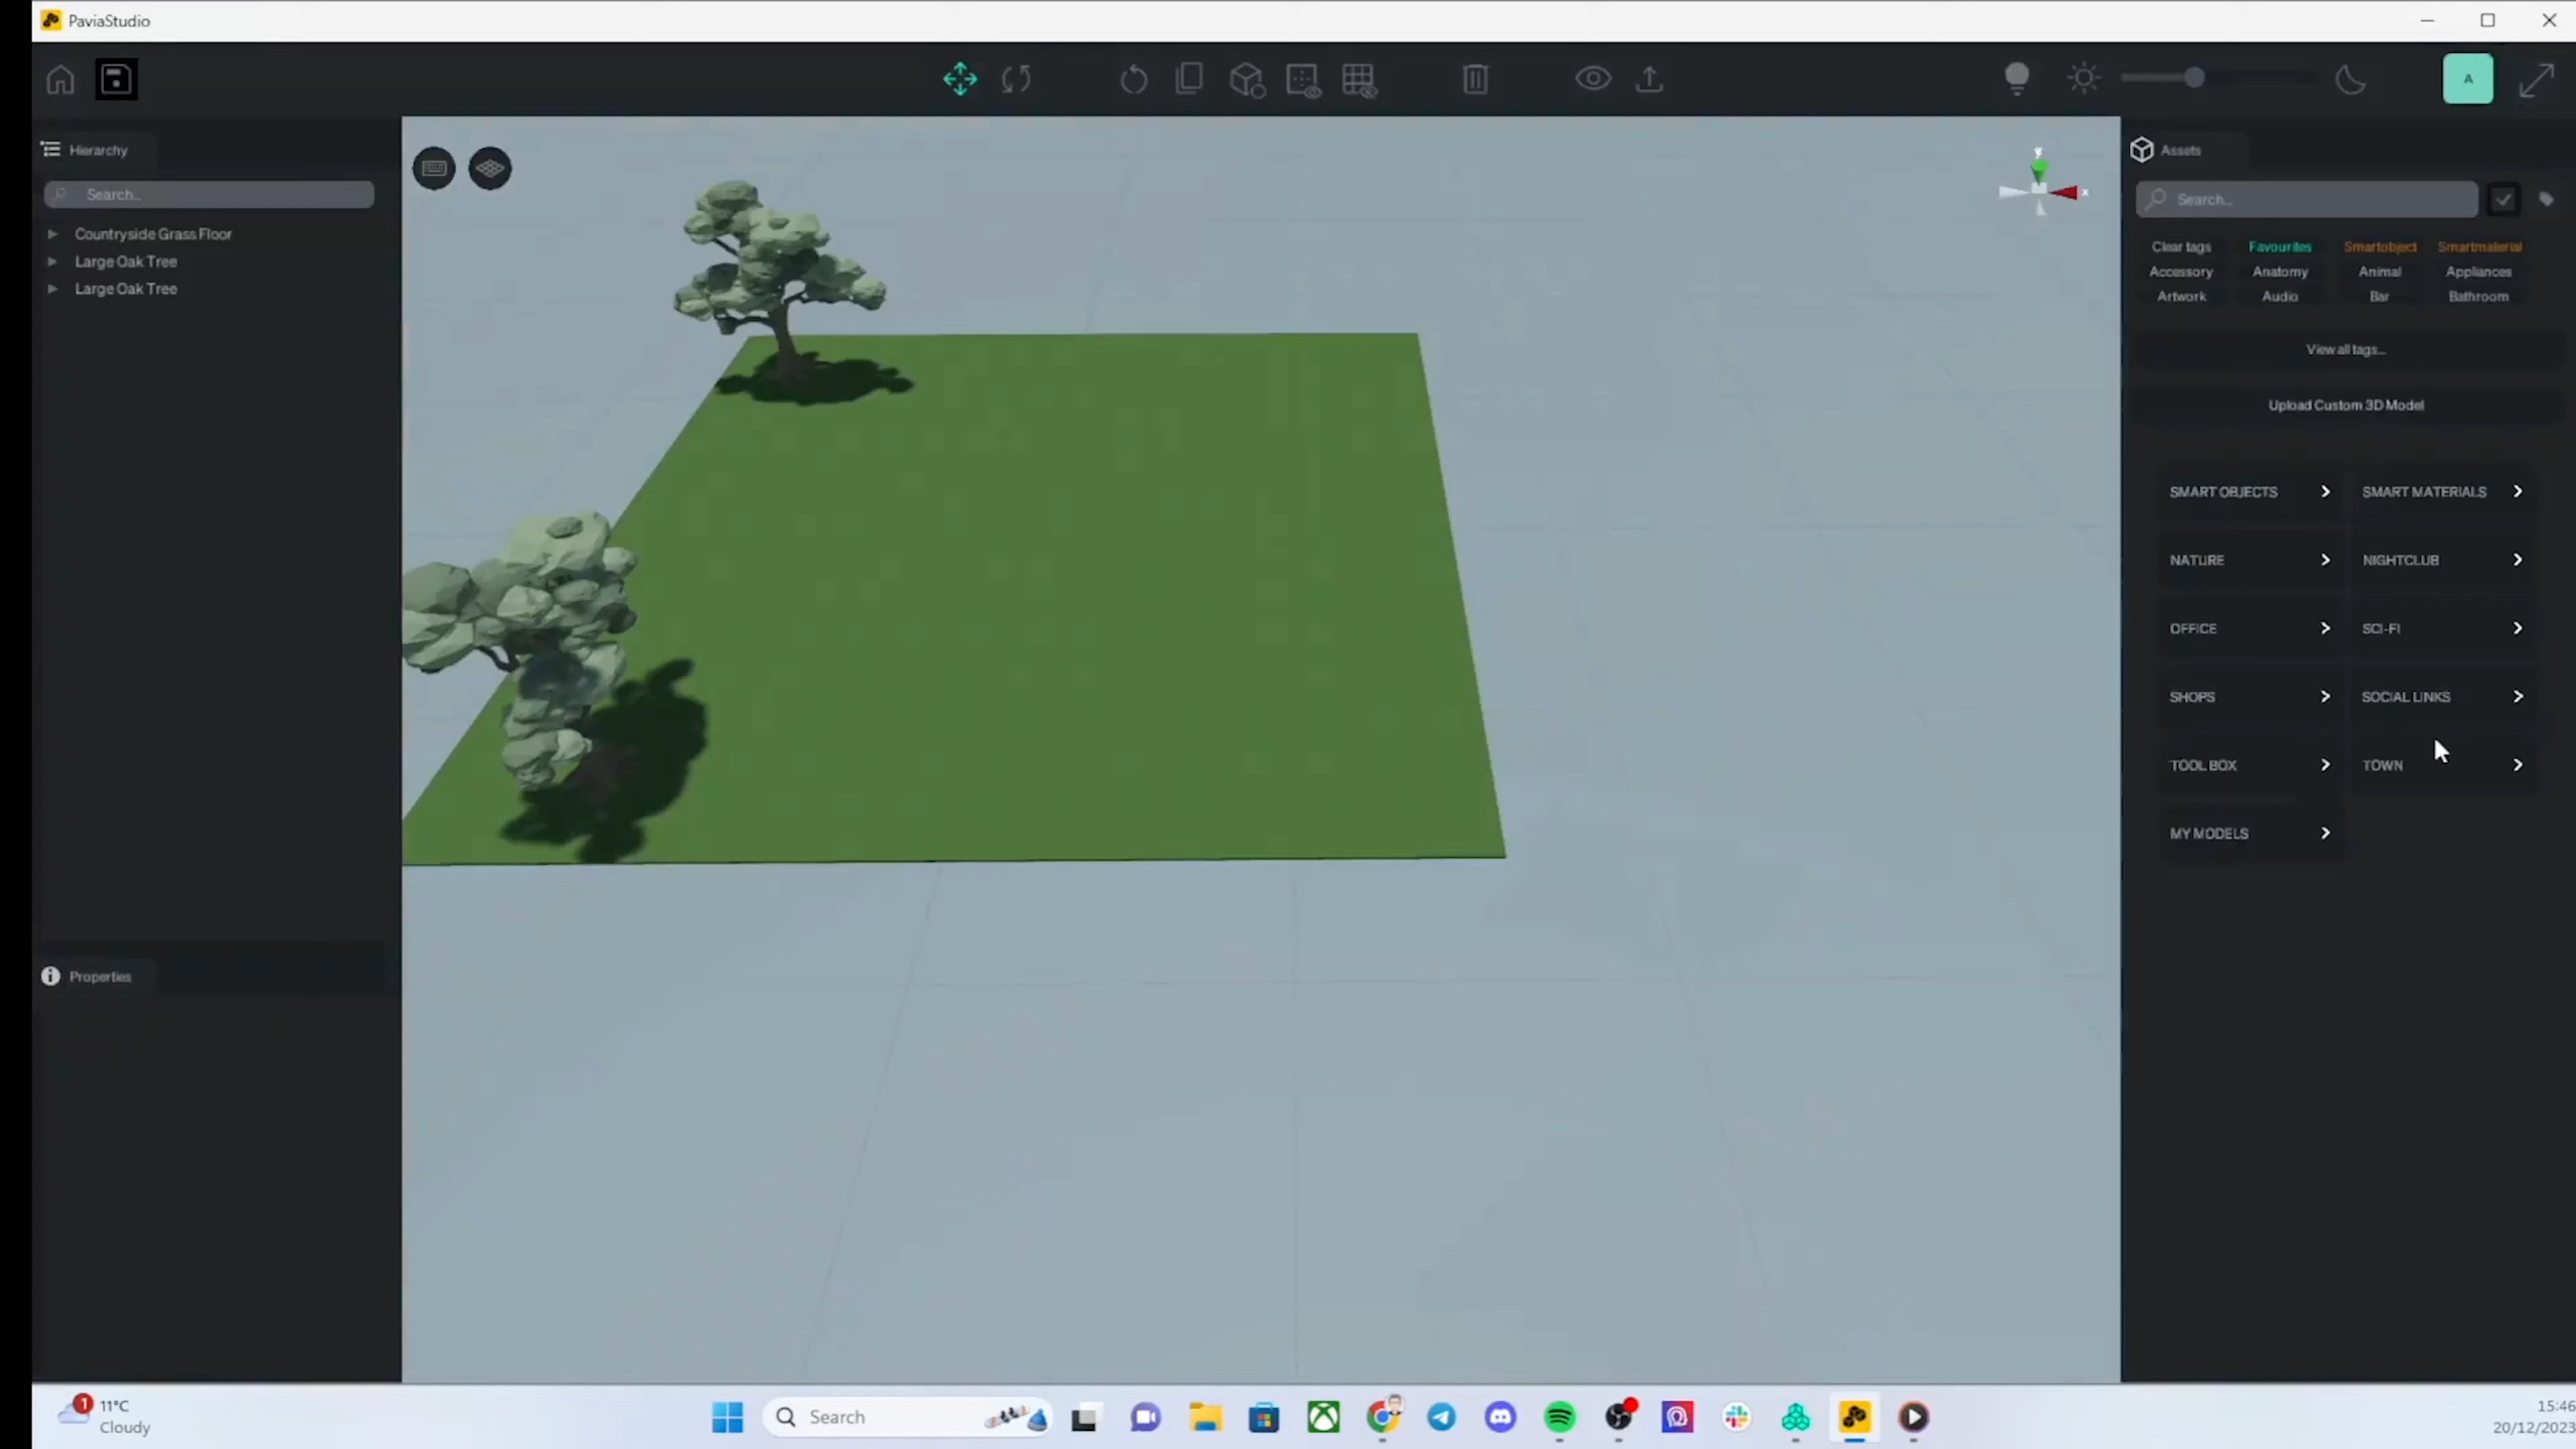 PaviaStudio
A
Hierarchy
Search...
Countryside Grass Floor
Large Oak Tree
Large Oak Tree
Properties
y
x
Assets
Search...
Clear tags Favourites Smartobject Smartmaterial
Accessory Anatomy Animal Appliances
Artwork Audio Bar Bathroom
View all tags...
Upload Custom 3D Model
SMART OBJECTS SMART MATERIALS
NATURE NIGHTCLUB
OFFICE SCI-FI
SHOPS SOCIAL LINKS
TOOL BOX TOWN
MY MODELS
1
11°C
Cloudy
Search
15:46
20/12/2023